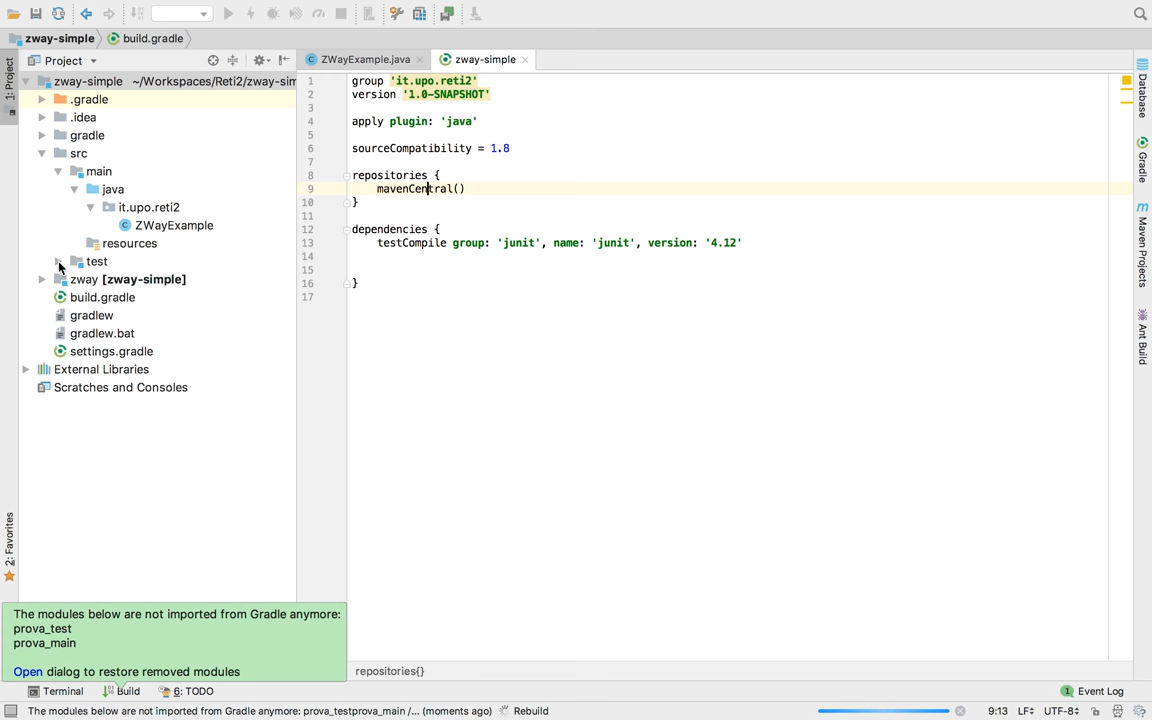 zway-simple build.gradle
Project
ZWayExample.java
zway-simple
1: Project
zway-simple ~/Workspaces/Reti2/zway-sim
.gradle
.idea
gradle
src
main
java
it.upo.reti2
ZWayExample
resources
test
zway [zway-simple]
build.gradle
gradlew
gradlew.bat
settings.gradle
External Libraries
Scratches and Consoles
2: Favorites
1 group 'it.upo.reti2'
2 version '1.0-SNAPSHOT'
3
4 apply plugin: 'java'
5
6 sourceCompatibility = 1.8
7
8 repositories {
9 mavenCentral()
10 }
11
12 dependencies {
13 testCompile group: 'junit', name: 'junit', version: '4.12'
14
15
16 }
17
Database
Gradle
Maven Projects
Ant Build
The modules below are not imported from Gradle anymore:
prova_test
prova_main
Open dialog to restore removed modules
repositories{}
Terminal Build 6: TODO 1 Event Log
The modules below are not imported from Gradle anymore: prova_testprova_main /... (moments ago) Rebuild 9:13 LF UTF-8